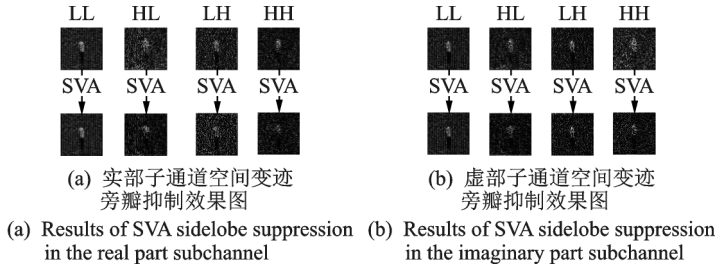 LL HL LH HH
SVA SVA SVA SVA
(a) 实部子通道空间变迹
旁瓣抑制效果图
(a) Results of SVA sidelobe suppression
in the real part subchannel
LL HL LH HH
SVA SVA SVA SVA
(b) 虚部子通道空间变迹
旁瓣抑制效果图
(b) Results of SVA sidelobe suppression
in the imaginary part subchannel